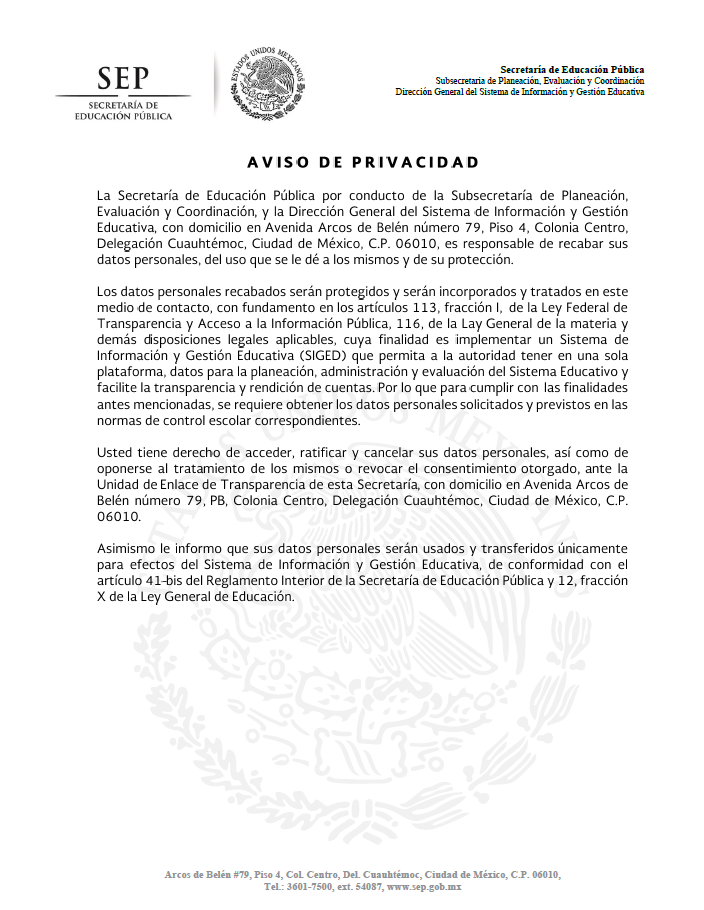 SEP
SECRETARÍA DE
EDUCACIÓN PÚBLICA
ESTADOS UNIDOS MEXICANOS
Secretaría de Educación Pública
Subsecretaría de Planeación, Evaluación y Coordinación
Dirección General del Sistema de Información y Gestión Educativa
AVISO DE PRIVACIDAD
La Secretaría de Educación Pública por conducto de la Subsecretaría de Planeación,
Evaluación y Coordinación, y la Dirección General del Sistema de Información y Gestión
Educativa, con domicilio en Avenida Arcos de Belén número 79, Piso 4, Colonia Centro,
Delegación Cuauhtémoc, Ciudad de México, C.P. 06010, es responsable de recabar sus
datos personales, del uso que se le dé a los mismos y de su protección.
Los datos personales recabados serán protegidos y serán incorporados y tratados en este
medio de contacto, con fundamento en los artículos 113, fracción I, de la Ley Federal de
Transparencia y Acceso a la Información Pública, 116, de la Lay General de la materia y
demás disposiciones legales aplicables, cuya finalidad es implementar un Sistema de
Información y Gestión Educativa (SIGED) que permita a la autoridad tener en una sola
plataforma, datos para la planeación, administración y evaluación del Sistema Educativo y
facilite la transparencia y rendición de cuentas. Por lo que para cumplir con las finalidades
antes mencionadas, se requiere obtener los datos personales solicitados y previstos en las
normas de control escolar correspondientes.
Usted tiene derecho de acceder, ratificar y cancelar sus datos personales, así como de
oponerse al tratamiento de los mismos o revocar el consentimiento otorgado, ante la
Unidad de Enlace de Transparencia de esta Secretaría, con domicilio en Avenida Arcos de
Belén número 79, PB, Colonia Centro, Delegación Cuauhtémoc, Ciudad de México, C.P.
06010.
Asimismo le informo que sus datos personales serán usados y transferidos únicamente
para efectos del Sistema de Información y Gestión Educativa, de conformidad con el
artículo 41-bis del Reglamento Interior de la Secretaría de Educación Pública y 12, fracción
X de la Ley General de Educación.
Arcos de Belén #79, Piso 4, Col. Centro, Del. Cuauhtémoc, Ciudad de México, C.P. 06010,
Tel.: 3601-7500, ext. 54087, www.sep.gob.mx